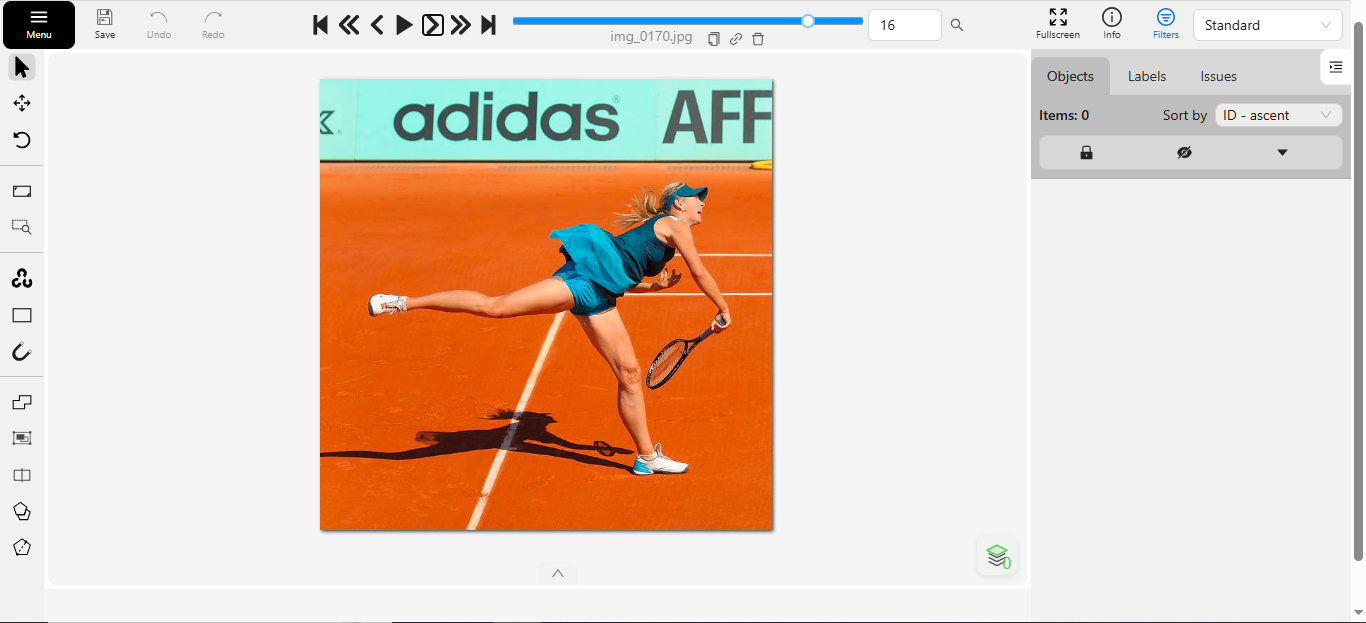 Menu
Save
Undo
Redo
img_0170.jpg
16
Fullscreen
Info
Filters
Standard
Objects
Labels
Issues
Items: 0
Sort by
ID - ascent
adidas
AFF
0